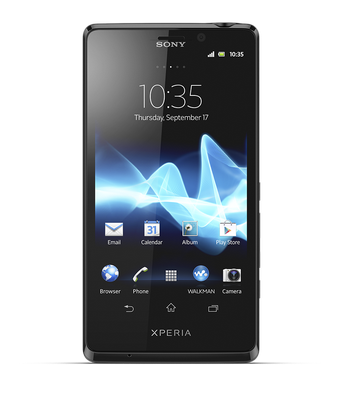 SONY
10:35
10:35
Thursday, September 17
31
Email Calendar Album Play Store
Browser Phone WALKMAN Camera
XPERIA